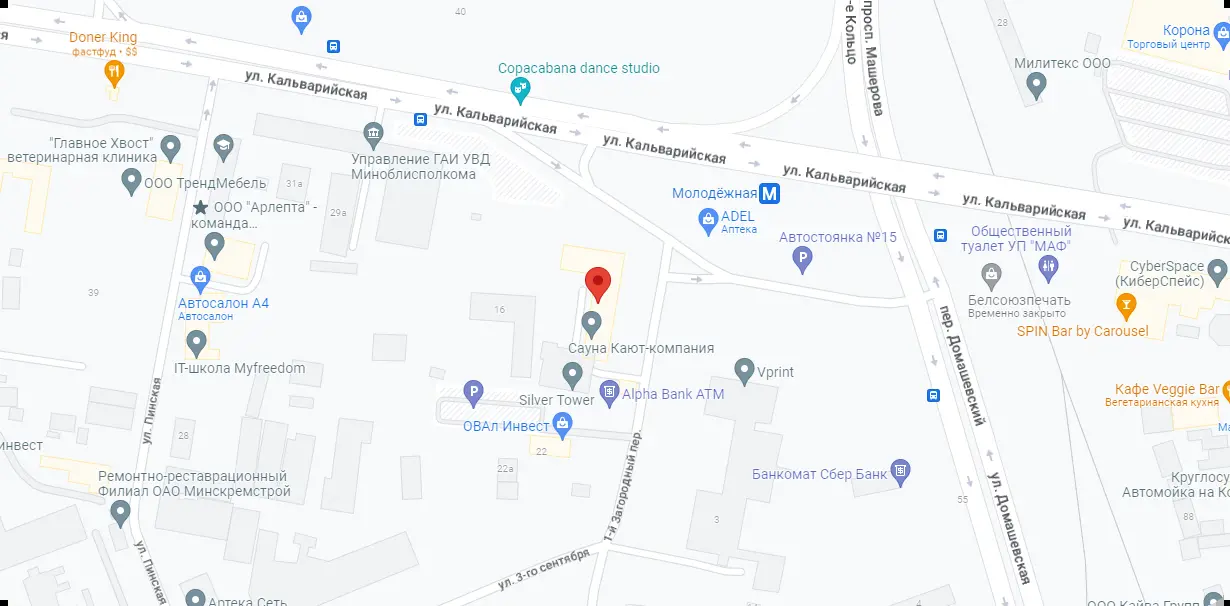 40
28
Doner King
фастфуд • $$
Корона
Торговый центр
-е Кольцо
просп. Машерова
Милитекс ООО
Copacabana dance studio
ул. Кальварийская
ул. Кальварийская
ул. Кальварийская
ул. Кальварийская
ул. Кальварийская
ул. Кальварийск
"Главное Хвост"
ветеринарная клиника
Управление ГАИ УВД
Миноблисполкома
ООО ТрендМебель
31а
29а
Молодёжная
M
ООО "Арлепта" -
команда...
ADEL
Аптека
Автостоянка №15
P
Общественный
туалет УП "МАФ"
CyberSpace
(КиберСпейс)
39
Автосалон А4
Автосалон
16
Белсоюзпечать
Временно закрыто
SPIN Bar by Carousel
пер. Домашевский
Сауна Кают-компания
IT-школа Myfreedom
Vprint
Silver Tower
Alpha Bank ATM
P
Кафе Veggie Bar
Вегетарианская кухня
ул. Пинская
ОВАл Инвест
28
22
инвест
22а
1-й Загородный пер.
Банкомат Сбер Банк
Ремонтно-реставрационный
Филиал ОАО Минскремстрой
Круглосу
Автомойка на Ко
55
ул. Домашевская
3
88
ул. Пинская
ул. 3-го сентября
Аптека Сеть
4
ООО Кайва Групп